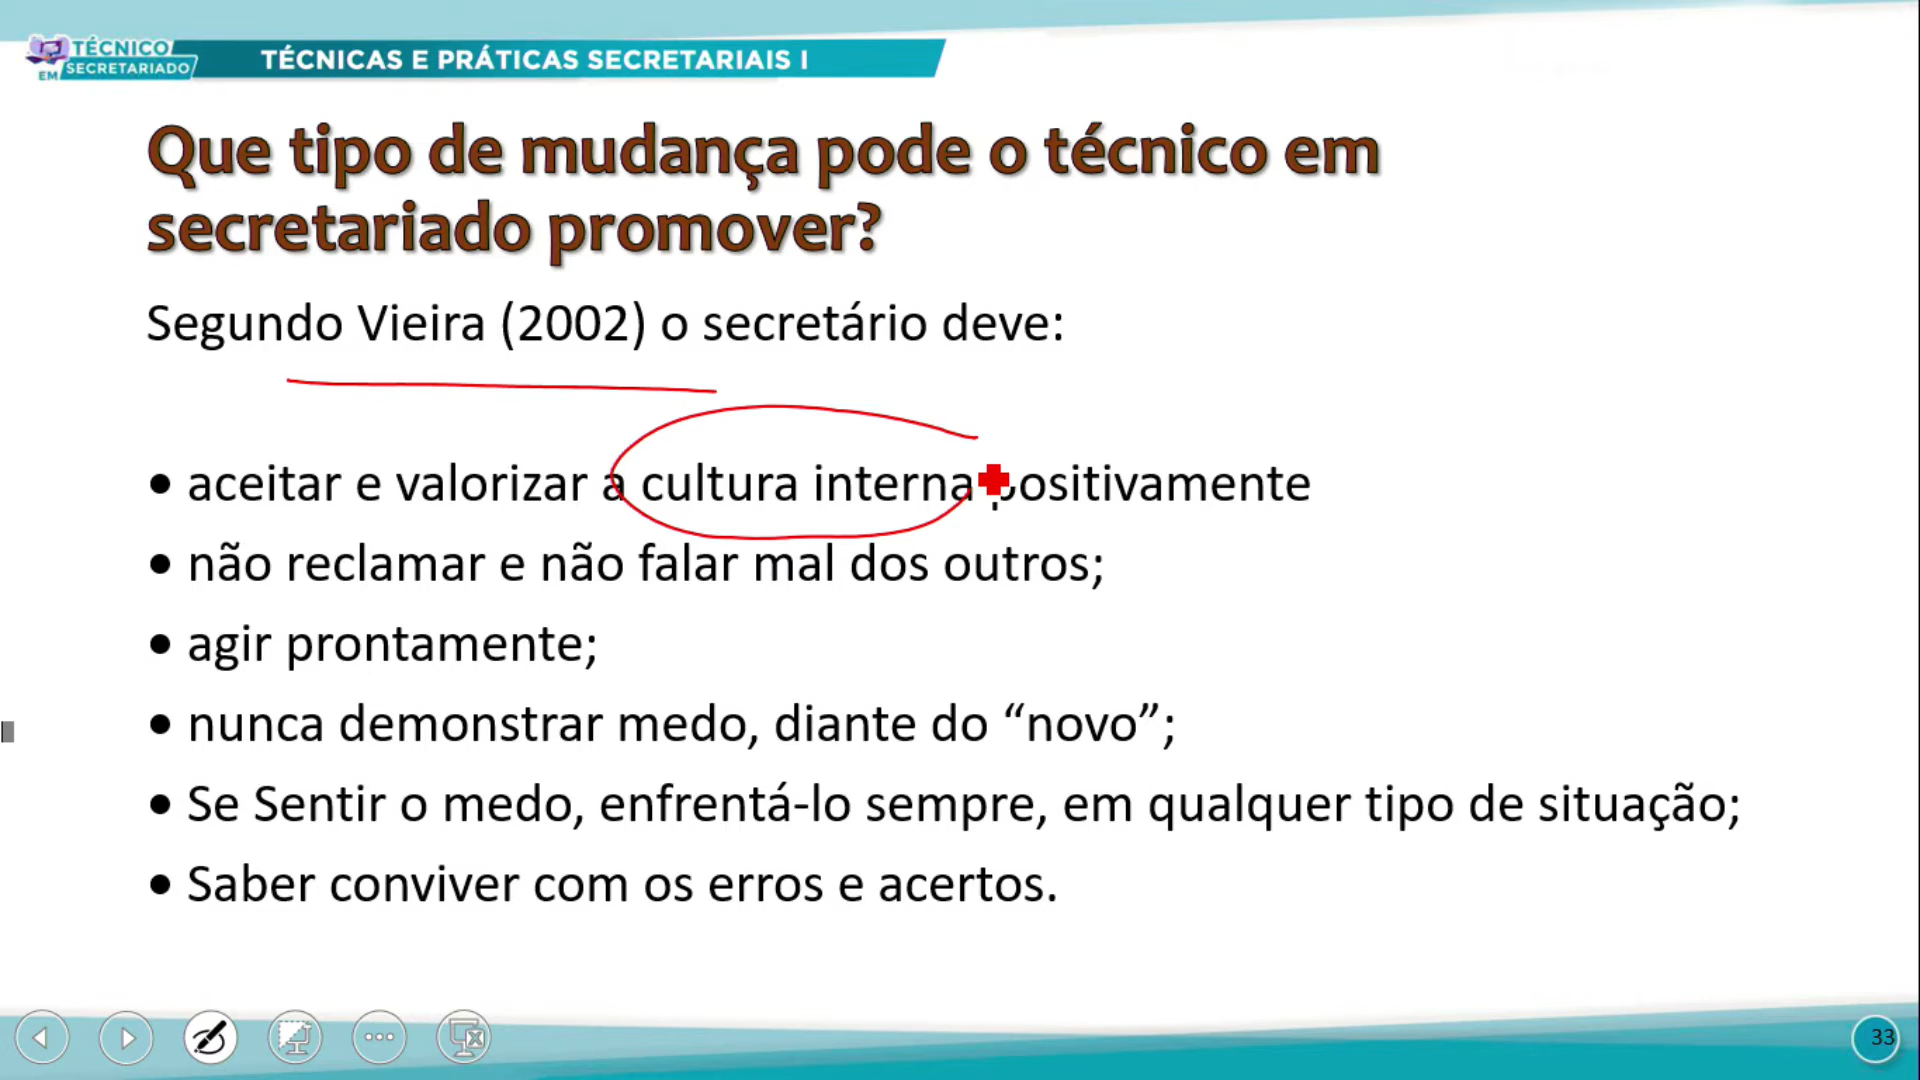 TÉCNICO
EM SECRETARIADO
TÉCNICAS E PRÁTICAS SECRETARIAIS I
Que tipo de mudança pode o técnico em
secretariado promover?
Segundo Vieira (2002) o secretário deve:
• aceitar e valorizar a cultura interna positivamente
• não reclamar e não falar mal dos outros;
• agir prontamente;
• nunca demonstrar medo, diante do “novo”;
• Se Sentir o medo, enfrentá-lo sempre, em qualquer tipo de situação;
• Saber conviver com os erros e acertos.
33